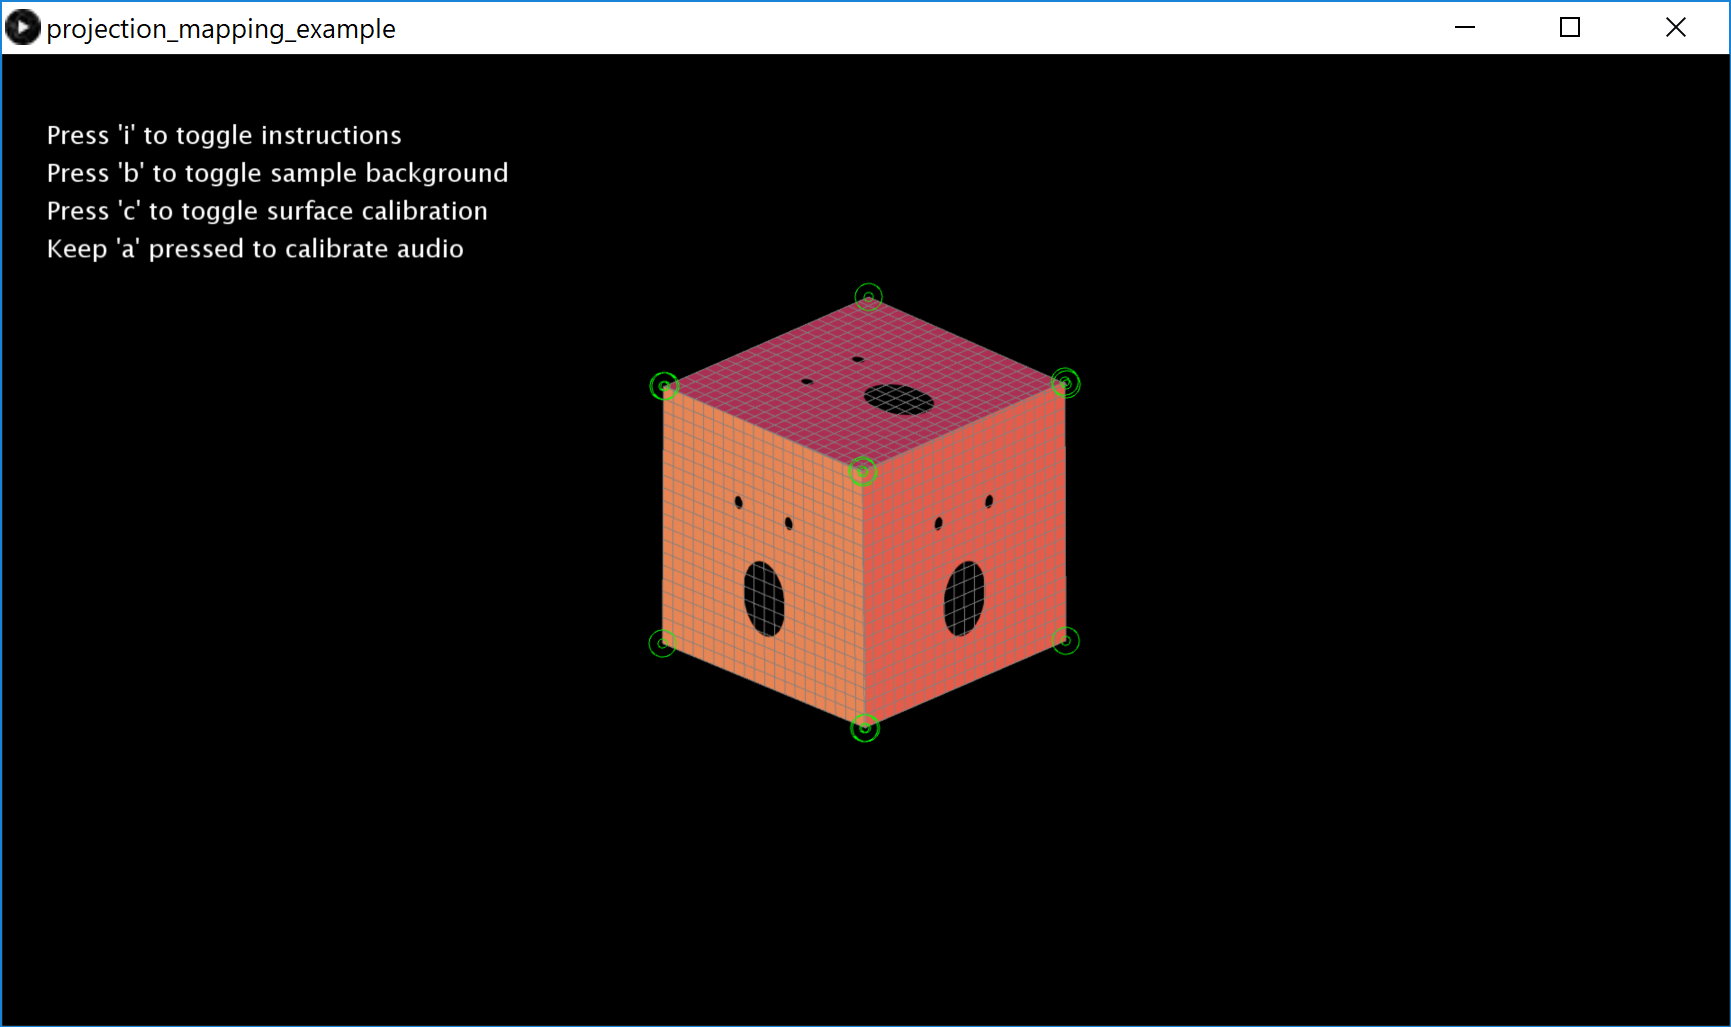 projection_mapping_example
Press 'i' to toggle instructions
Press 'b' to toggle sample background
Press 'c' to toggle surface calibration
Keep 'a' pressed to calibrate audio